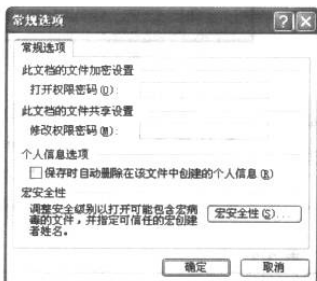 常规选项
常规选项
此文档的文件加密设置
打开权限密码(O):
此文档的文件共享设置
修改权限密码(M):
个人信息选项
保存时自动删除在该文件中创建的个人信息(R)
宏安全性
调整安全级别以打开可能包含宏病
毒的文件，并指定可信任的宏创建
者姓名。
宏安全性(S)...
确定
取消